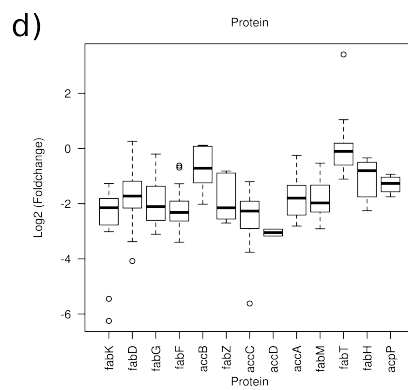 d)
Protein
Log2 (Foldchange)
2
0
-2
-4
-6
fabK
fabD
fabG
fabF
accB
fabZ
accC
accD
accA
fabM
fabT
fabH
acpP
Protein